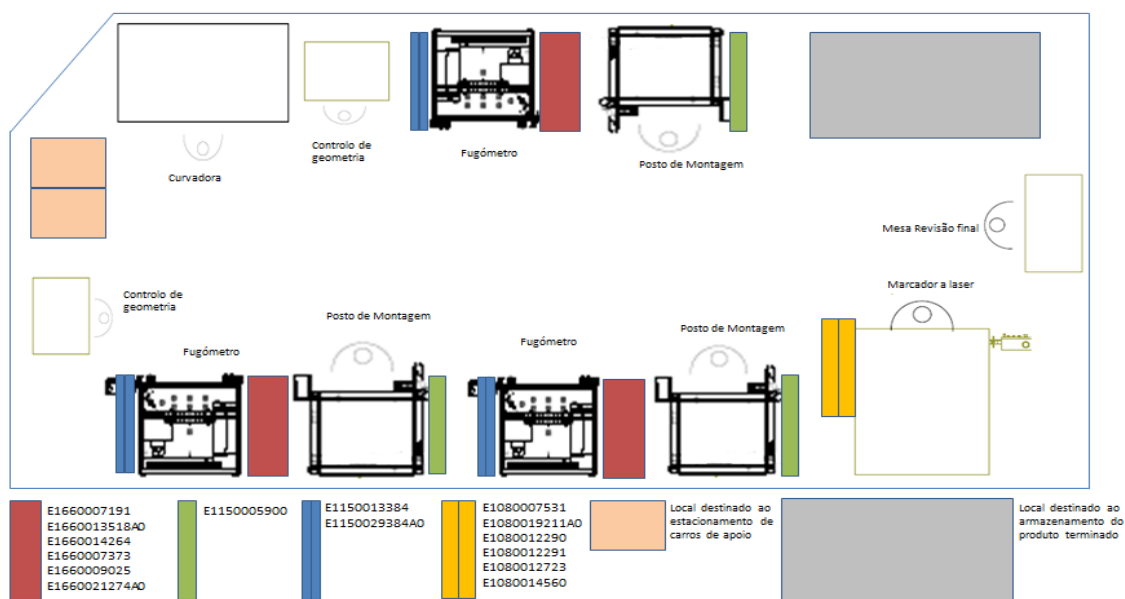 Curvadora
Controlo de
geometria
Fugómetro
Posto de Montagem
Mesa Revisão final
Controlo de
geometria
Marcador a laser
Fugómetro
Posto de Montagem
Fugómetro
Posto de Montagem
E1660007191
E1660013518A0
E1660014264
E1660007373
E1660009025
E1660021274A0
E1150005900
E1150013384
E1150029384A0
E1080007531
E1080019211A0
E1080012290
E1080012291
E1080012723
E1080014560
Local destinado ao
estacionamento de
carros de apoio
Local destinado ao
armazenamento do
produto terminado